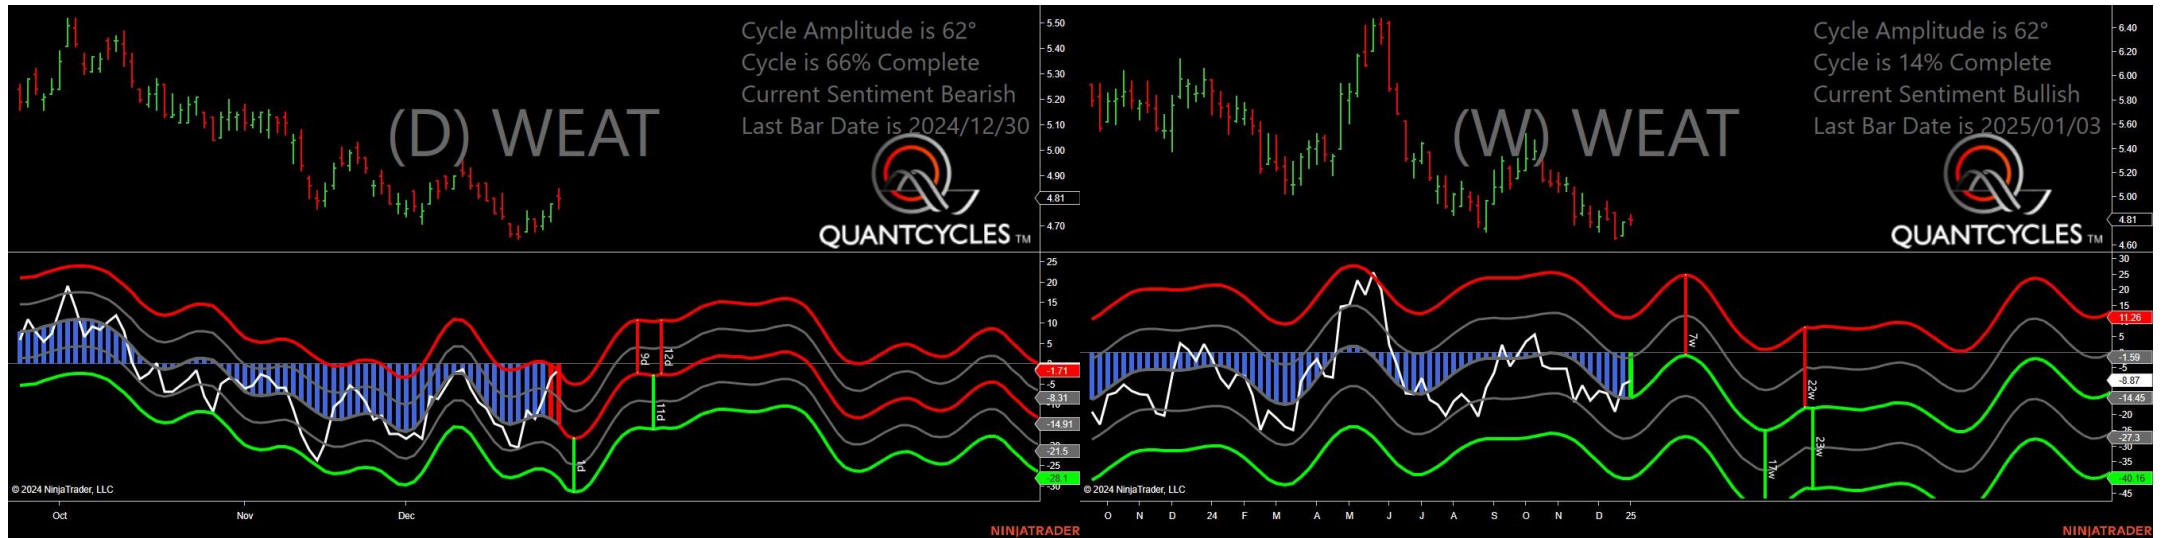 Cycle Amplitude is 62°
Cycle is 66% Complete
Current Sentiment Bearish
Last Bar Date is 2024/12/30
(D) WEAT
QUANTCYCLES TM
5.50
5.40
5.30
5.20
5.10
5.00
4.90
4.81
4.70
25
20
15
10
5
-1.71
-5
-8.31
-14.91
-21.5
-25
-28.1
-30
9d
12d
11d
1d
© 2024 NinjaTrader, LLC
Oct
Nov
Dec
NINJATRADER
Cycle Amplitude is 62°
Cycle is 14% Complete
Current Sentiment Bullish
Last Bar Date is 2025/01/03
(W) WEAT
QUANTCYCLES TM
6.40
6.20
6.00
5.80
5.60
5.40
5.20
5.00
4.81
4.60
30
25
20
15
11.26
5
-1.59
-5
-8.87
-14.45
-20
-27.3
-30
-35
-40.16
-45
7w
22w
17w
23w
© 2024 NinjaTrader, LLC
O
N
D
24
F
M
A
M
J
J
A
S
O
N
D
25
NINJATRADER